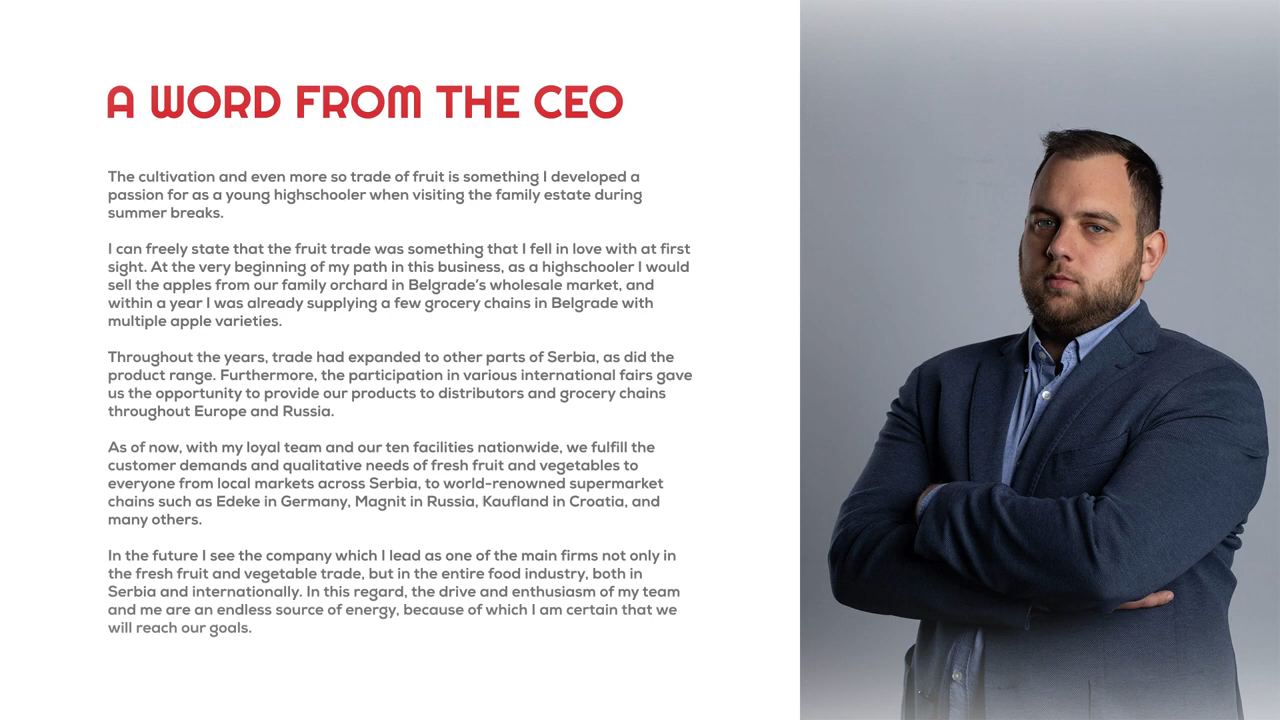 A WORD FROM THE CEO
The cultivation and even more so trade of fruit is something I developed a
passion for as a young highschooler when visiting the family estate during
summer breaks.
I can freely state that the fruit trade was something that I fell in love with at first
sight. At the very beginning of my path in this business, as a highschooler I would
sell the apples from our family orchard in Belgrade's wholesale market, and
within a year I was already supplying a few grocery chains in Belgrade with
multiple apple varieties.
Throughout the years, trade had expanded to other parts of Serbia, as did the
product range. Furthermore, the participation in various international fairs gave
us the opportunity to provide our products to distributors and grocery chains
throughout Europe and Russia.
As of now, with my loyal team and our ten facilities nationwide, we fulfill the
customer demands and qualitative needs of fresh fruit and vegetables to
everyone from local markets across Serbia, to world-renowned supermarket
chains such as Edeke in Germany, Magnit in Russia, Kaufland in Croatia, and
many others.
In the future I see the company which I lead as one of the main firms not only in
the fresh fruit and vegetable trade, but in the entire food industry, both in
Serbia and internationally. In this regard, the drive and enthusiasm of my team
and me are an endless source of energy, because of which I am certain that we
will reach our goals.